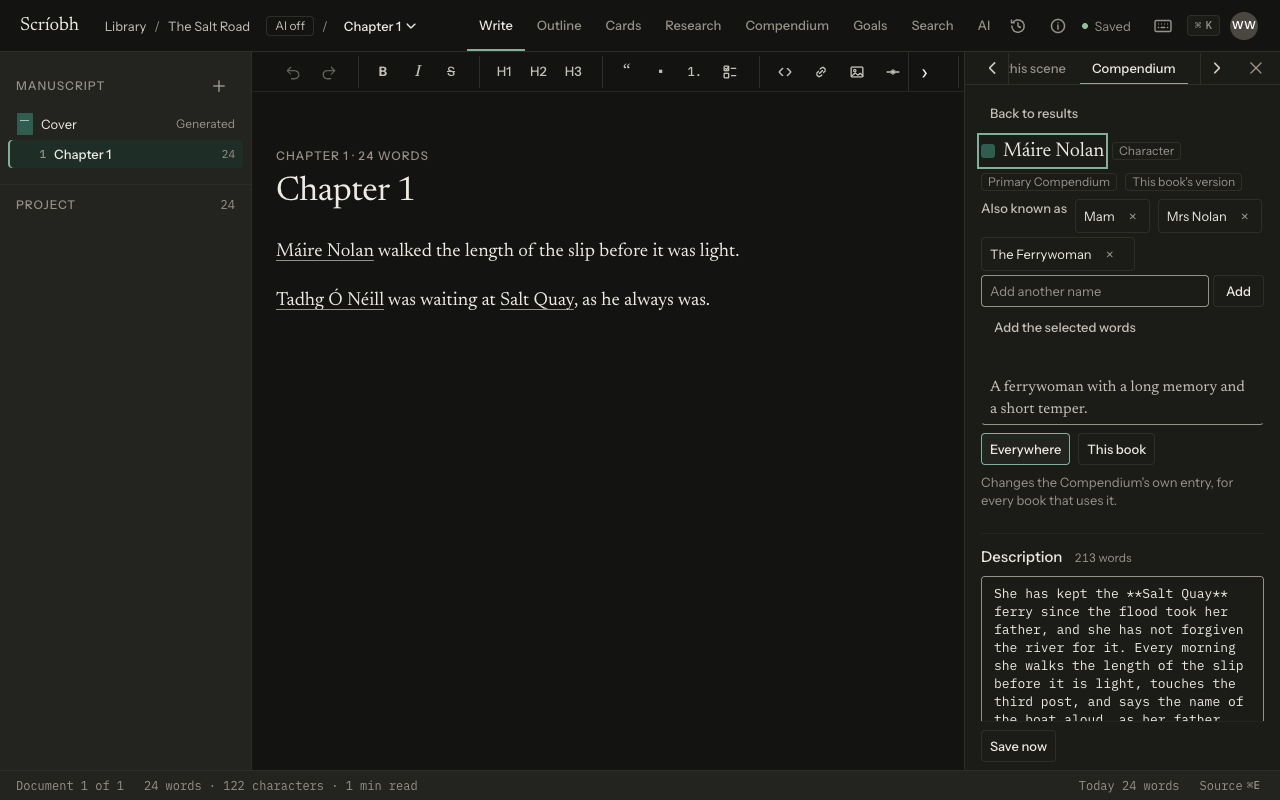 Scríobh Library / The Salt Road AI off / Chapter 1 Write Outline Cards Research Compendium Goals Search AI Saved ⌘ K WW
MANUSCRIPT
Cover Generated
1 Chapter 1 24
PROJECT 24
B I S H1 H2 H3 “ 1.
CHAPTER 1 · 24 WORDS
Chapter 1
Máire Nolan walked the length of the slip before it was light.
Tadhg Ó Néill was waiting at Salt Quay, as he always was.
his scene Compendium
Back to results
Máire Nolan Character
Primary Compendium This book's version
Also known as Mam × Mrs Nolan ×
The Ferrywoman ×
Add another name Add
Add the selected words
A ferrywoman with a long memory and
a short temper.
Everywhere This book
Changes the Compendium's own entry, for
every book that uses it.
Description 213 words
She has kept the **Salt Quay**
ferry since the flood took her
father, and she has not forgiven
the river for it. Every morning
she walks the length of the slip
before it is light, touches the
third post, and says the name of
the boat aloud, as her father
Save now
Document 1 of 1 24 words · 122 characters · 1 min read Today 24 words Source ⌘E